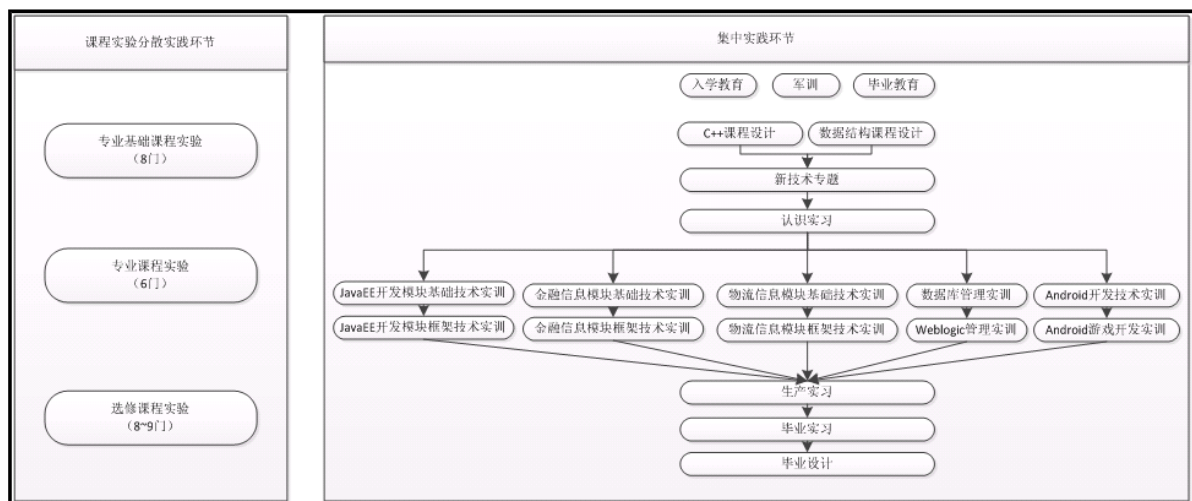 课程实验分散实践环节
专业基础课程实验
（8门）
专业课程实验
（6门）
选修课程实验
（8~9门）
集中实践环节
入学教育
军训
毕业教育
C++课程设计
数据结构课程设计
新技术专题
认识实习
JavaEE开发模块基础技术实训
金融信息模块基础技术实训
物流信息模块基础技术实训
数据库管理实训
Android开发技术实训
JavaEE开发模块框架技术实训
金融信息模块框架技术实训
物流信息模块框架技术实训
Weblogic管理实训
Android游戏开发实训
生产实习
毕业实习
毕业设计